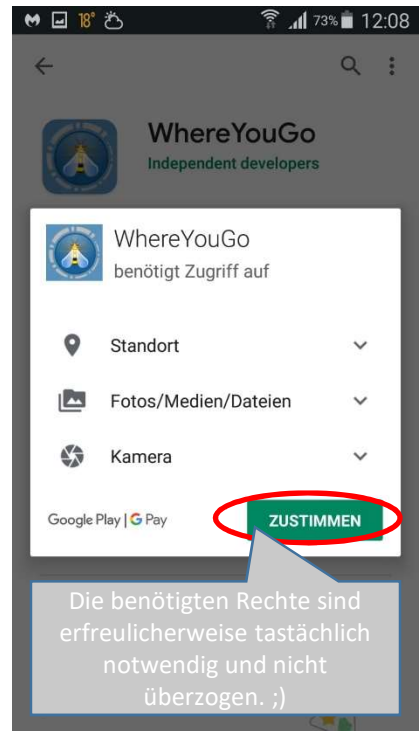 18° 73% 12:08
WhereYouGo
Independent developers
WhereYouGo
benötigt Zugriff auf
Standort
Fotos/Medien/Dateien
Kamera
Google Play | G Pay ZUSTIMMEN
Die benötigten Rechte sind
erfreulicherweise tastächlich
notwendig und nicht
überzogen. ;)